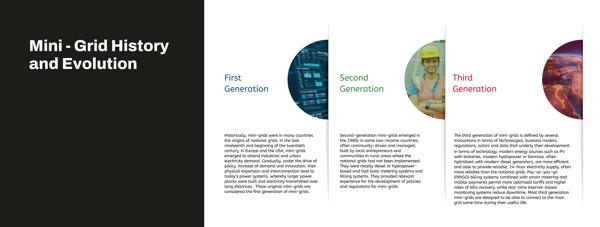 Mini - Grid History
and Evolution
First
Generation
Historically, mini-grids were in many countries
the origins of national grids. In the late
nineteenth and beginning of the twentieth
century, in Europe and the USA, mini-grids
emerged to attend industrial and urban
electricity demand. Gradually, under the drive of
policy, increase of demand and innovation, their
physical expansion and interconnection lead to
today's power systems, whereby larger power
plants were built and electricity transmitted over
long distances. These original mini-grids are
considered the first generation of mini-grids.
Second
Generation
Second-generation mini-grids emerged in
the 1980s in some low-income countries,
often community-driven and managed,
built by local entrepreneurs and
communities in rural areas where the
national grids had not been implemented.
They were mostly diesel or hydropower-
based and had basic metering systems and
billing systems. They provided relevant
experience for the development of policies
and regulations for mini-grids.
Third
Generation
The third generation of mini-grids is defined by several
innovations in terms of technologies, business models,
regulations, actors and data that underly their development.
In terms of technology, modern energy sources such as PV
with batteries, modern hydropower or biomass, often
hybridized with modern diesel generators, are more efficient
and able to provide reliable, 24-hour electricity often
more reliable than the national grids. Pay-as-you-go
(PAYGO) billing systems combined with smart metering and
mobile payments permit more optimized tariffs and higher
rates of bills recovery, while real-time internet-based
monitoring systems reduce downtime. Most third generation
mini-grids are designed to be able to connect to the main
grid some time during their useful life.